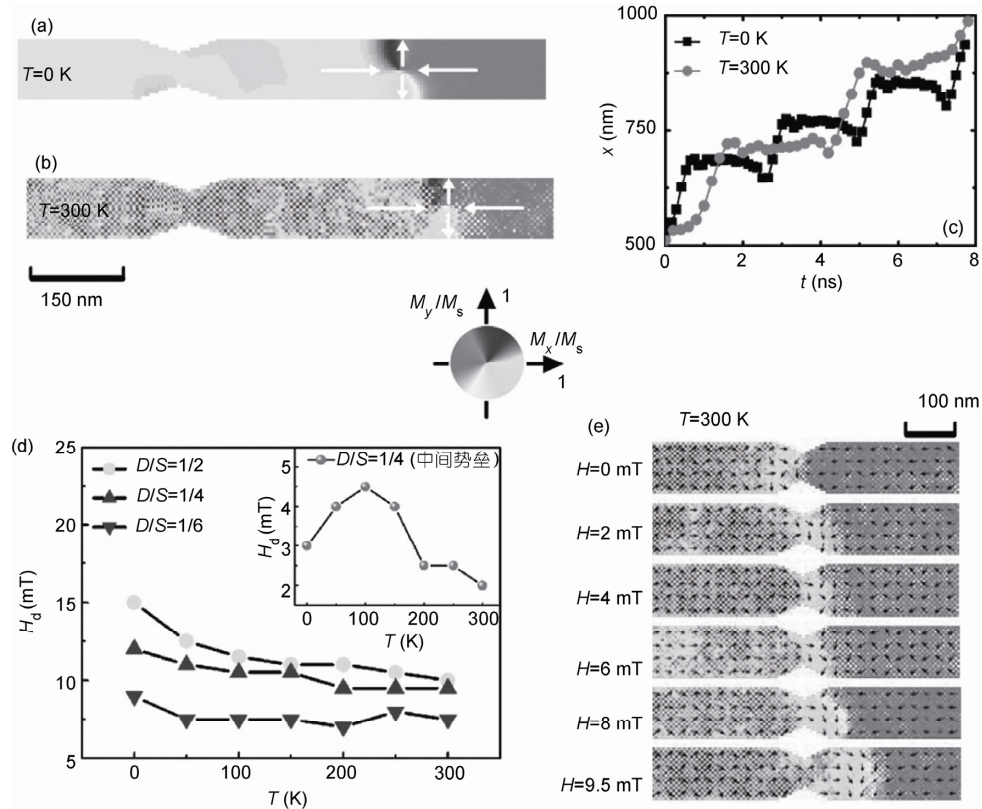 (a)
T=0 K
(b)
T=300 K
150 nm
1000
750
500
x (nm)
T=0 K
T=300 K
(c)
0
2
4
6
8
t (ns)
My/Ms
1
Mx/Ms
1
(d)
25
20
15
10
5
Hd (mT)
D/S=1/2
D/S=1/4
D/S=1/6
0
100
200
300
T (K)
D/S=1/4 (中间势垒)
5
4
3
2
Hd (mT)
0
100
200
300
T (K)
(e)
T=300 K
100 nm
H=0 mT
H=2 mT
H=4 mT
H=6 mT
H=8 mT
H=9.5 mT